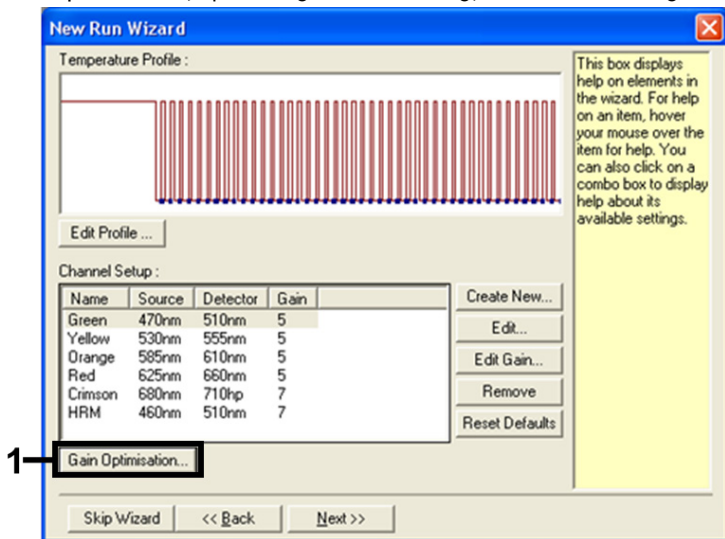 New Run Wizard
Temperature Profile :
This box displays
help on elements in
the wizard. For help
on an item, hover
your mouse over the
item for help. You
can also click on a
combo box to display
help about its
available settings.
Edit Profile ...
Channel Setup :
Name Source Detector Gain
Green 470nm 510nm 5
Yellow 530nm 555nm 5
Orange 585nm 610nm 5
Red 625nm 660nm 5
Crimson 680nm 710hp 7
HRM 460nm 510nm 7
Create New...
Edit...
Edit Gain...
Remove
Reset Defaults
1
Gain Optimisation...
Skip Wizard
<< Back
Next >>